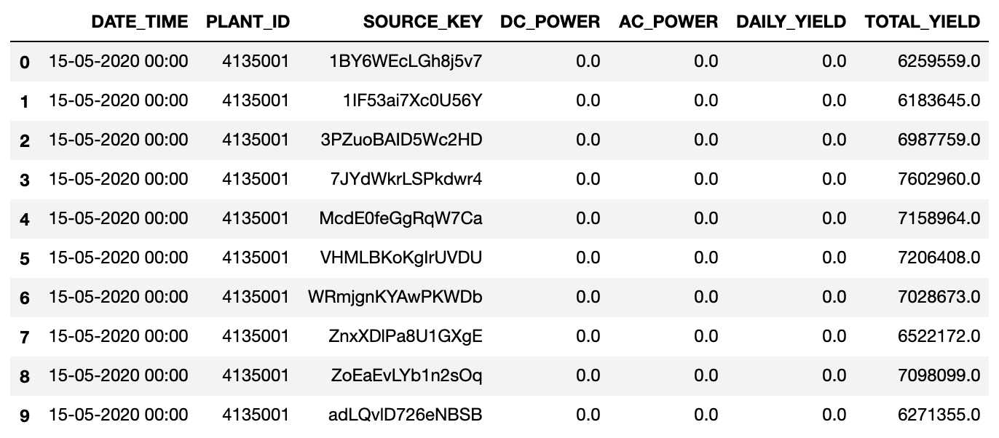 DATE_TIME PLANT_ID SOURCE_KEY DC_POWER AC_POWER DAILY_YIELD TOTAL_YIELD
0 15-05-2020 00:00 4135001 1BY6WEcLGh8j5v7 0.0 0.0 0.0 6259559.0
1 15-05-2020 00:00 4135001 1IF53ai7Xc0U56Y 0.0 0.0 0.0 6183645.0
2 15-05-2020 00:00 4135001 3PZuoBAID5Wc2HD 0.0 0.0 0.0 6987759.0
3 15-05-2020 00:00 4135001 7JYdWkrLSPkdwr4 0.0 0.0 0.0 7602960.0
4 15-05-2020 00:00 4135001 McdE0feGgRqW7Ca 0.0 0.0 0.0 7158964.0
5 15-05-2020 00:00 4135001 VHMLBKoKgIrUVDU 0.0 0.0 0.0 7206408.0
6 15-05-2020 00:00 4135001 WRmjgnKYAwPKWDb 0.0 0.0 0.0 7028673.0
7 15-05-2020 00:00 4135001 ZnxXDlPa8U1GXgE 0.0 0.0 0.0 6522172.0
8 15-05-2020 00:00 4135001 ZoEaEvLYb1n2sOq 0.0 0.0 0.0 7098099.0
9 15-05-2020 00:00 4135001 adLQvlD726eNBSB 0.0 0.0 0.0 6271355.0